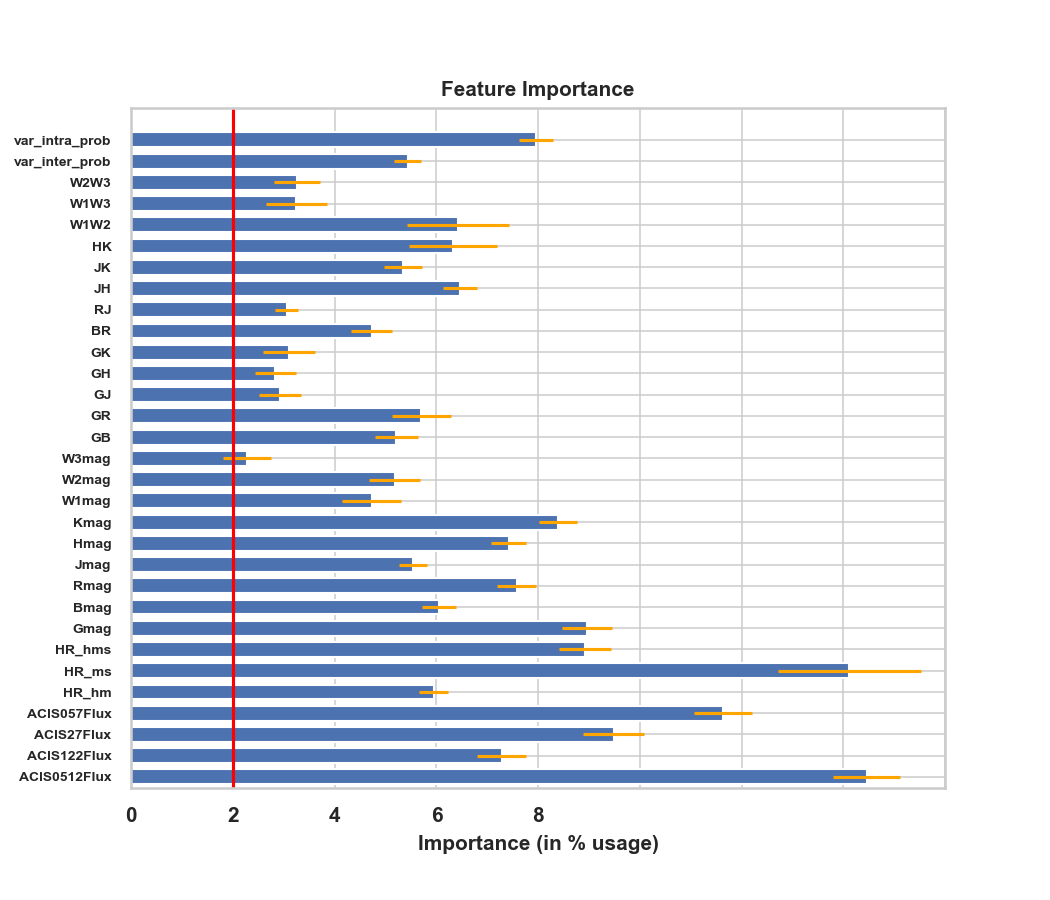 Feature Importance
var_intra_prob
var_inter_prob
W2W3
W1W3
W1W2
HK
JK
JH
RJ
BR
GK
GH
GJ
GR
GB
W3mag
W2mag
W1mag
Kmag
Hmag
Jmag
Rmag
Bmag
Gmag
HR_hms
HR_ms
HR_hm
ACIS057Flux
ACIS27Flux
ACIS122Flux
ACIS0512Flux
0 2 4 6 8
Importance (in % usage)